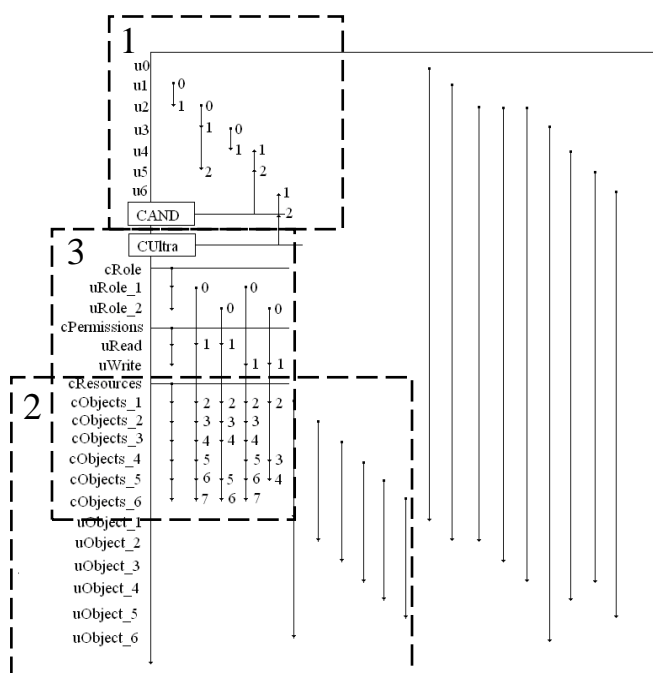 1
u0
u1 0
u2 1 0
u3 1 0
u4 1 1
u5 2 2
u6 1
CAND 2
3
CUltra
cRole
uRole_1 0 0
uRole_2 0 0
cPermissions
uRead 1 1
uWrite 1 1
cResources
2
cObjects_1 2 2 2 2
cObjects_2 3 3 3
cObjects_3 4 4 4
cObjects_4 5 5 3
cObjects_5 6 5 6 4
cObjects_6 7 6 7
uObject_1
uObject_2
uObject_3
uObject_4
uObject_5
uObject_6